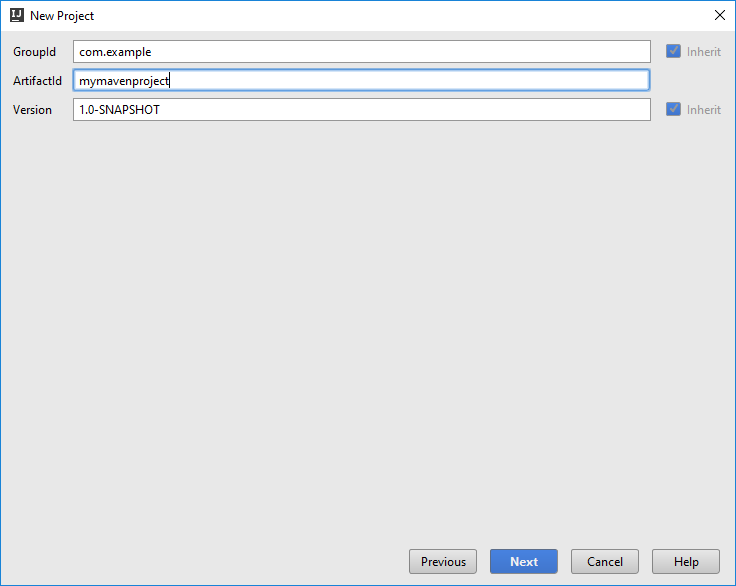 IJ New Project
GroupId com.example Inherit
ArtifactId mymavenproject
Version 1.0-SNAPSHOT Inherit
Previous Next Cancel Help